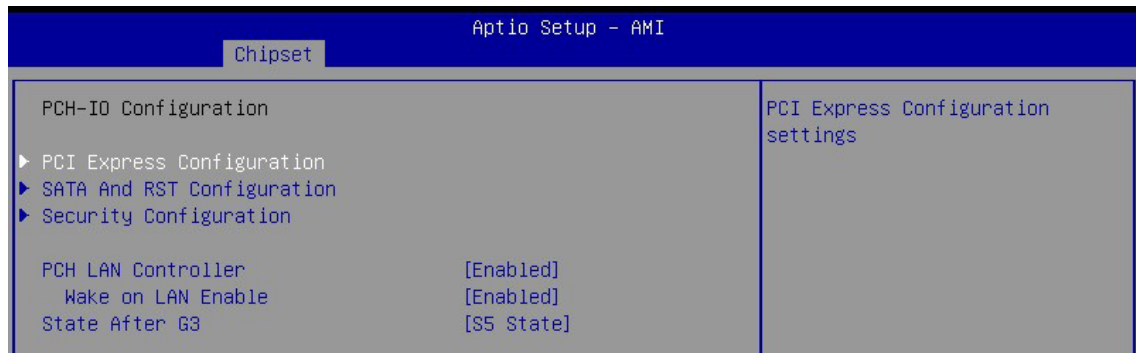 Aptio Setup – AMI
Chipset
PCH-IO Configuration
PCI Express Configuration
SATA And RST Configuration
Security Configuration
PCH LAN Controller [Enabled]
Wake on LAN Enable [Enabled]
State After G3 [S5 State]
PCI Express Configuration
settings